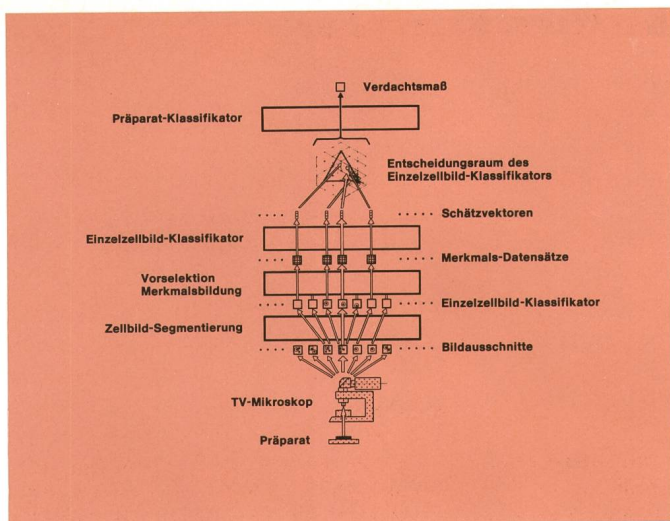 Verdachtsmaß
Präparat-Klassifikator
Entscheidungsraum des
Einzelzellbild-Klassifikators
Schätzvektoren
Einzelzellbild-Klassifikator
Merkmals-Datensätze
Vorselektion
Merkmalsbildung
Einzelzellbild-Klassifikator
Zellbild-Segmentierung
Bildausschnitte
TV-Mikroskop
Präparat